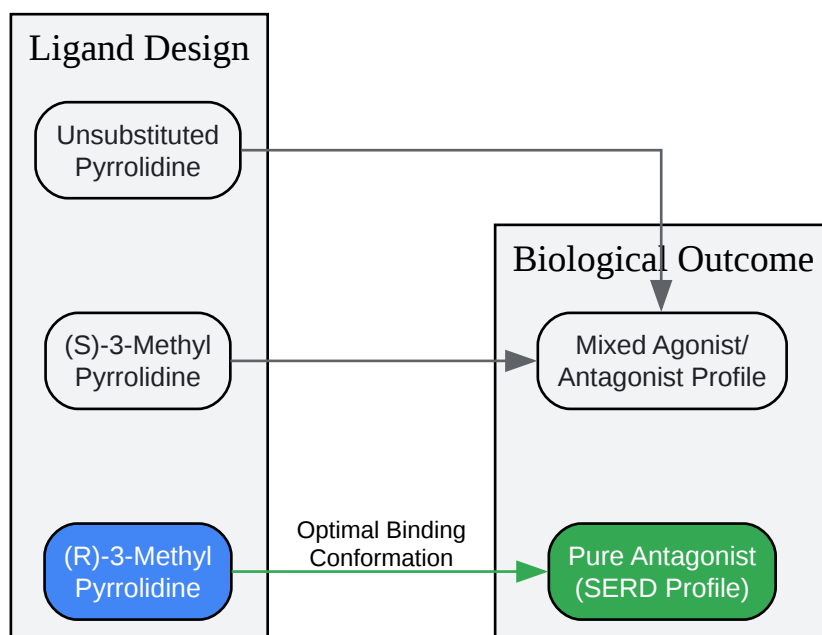 Ligand Design
Unsubstituted
Pyrrolidine
Biological Outcome
(S)-3-Methyl
Pyrrolidine
Mixed Agonist/
Antagonist Profile
(R)-3-Methyl
Pyrrolidine
Optimal Binding
Conformation
Pure Antagonist
(SERD Profile)